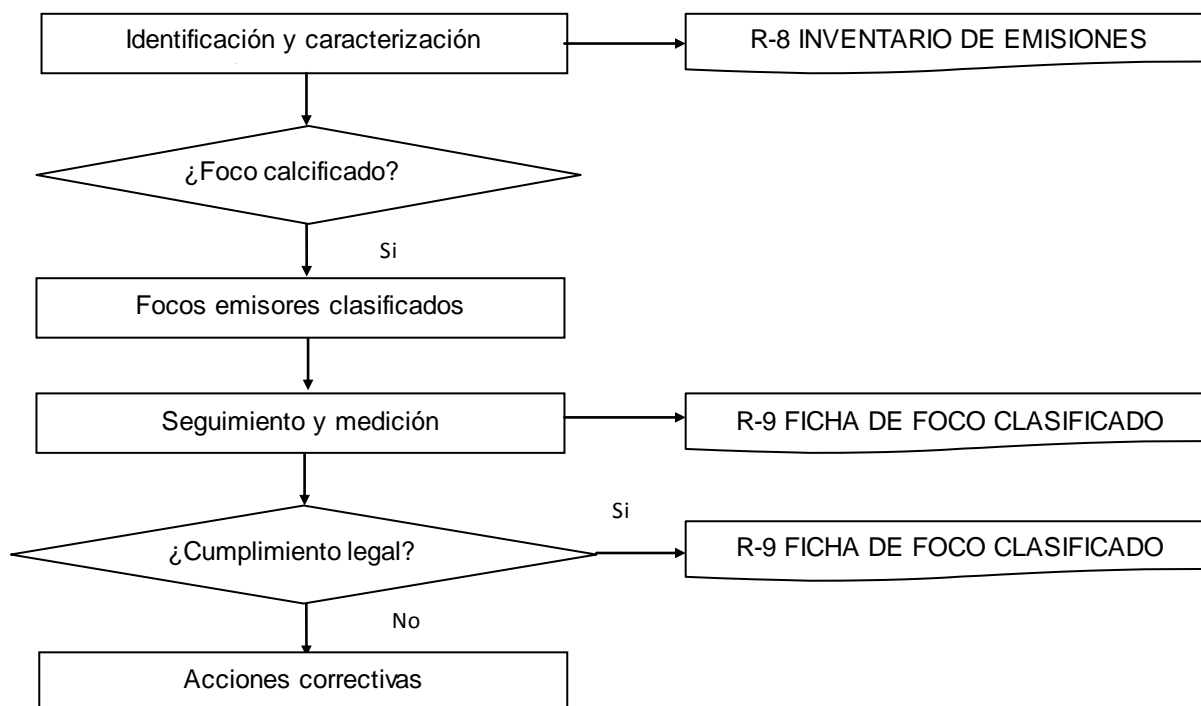 Identificación y caracterización
R-8 INVENTARIO DE EMISIONES
¿Foco calcificado?
Si
Focos emisores clasificados
Seguimiento y medición
R-9 FICHA DE FOCO CLASIFICADO
Si
¿Cumplimiento legal?
R-9 FICHA DE FOCO CLASIFICADO
No
Acciones correctivas